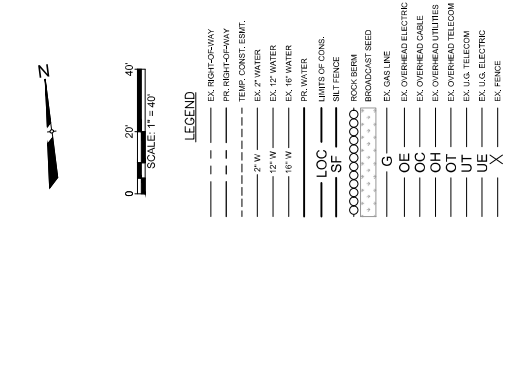 N
0 20' 40'
SCALE: 1" = 40'
LEGEND
EX. RIGHT-OF-WAY
PR. RIGHT-OF-WAY
TEMP. CONST. ESMT.
2" W EX. 2" WATER
12" W EX. 12" WATER
16" W EX. 16" WATER
PR. WATER
LOC LIMITS OF CONS.
SF SILT FENCE
ROCK BERM
BROADCAST SEED
G EX. GAS LINE
OE EX. OVERHEAD ELECTRIC
OC EX. OVERHEAD CABLE
OH EX. OVERHEAD UTILITIES
OT EX. OVERHEAD TELECOM
UT EX. U.G. TELECOM
UE EX. U.G. ELECTRIC
X EX. FENCE